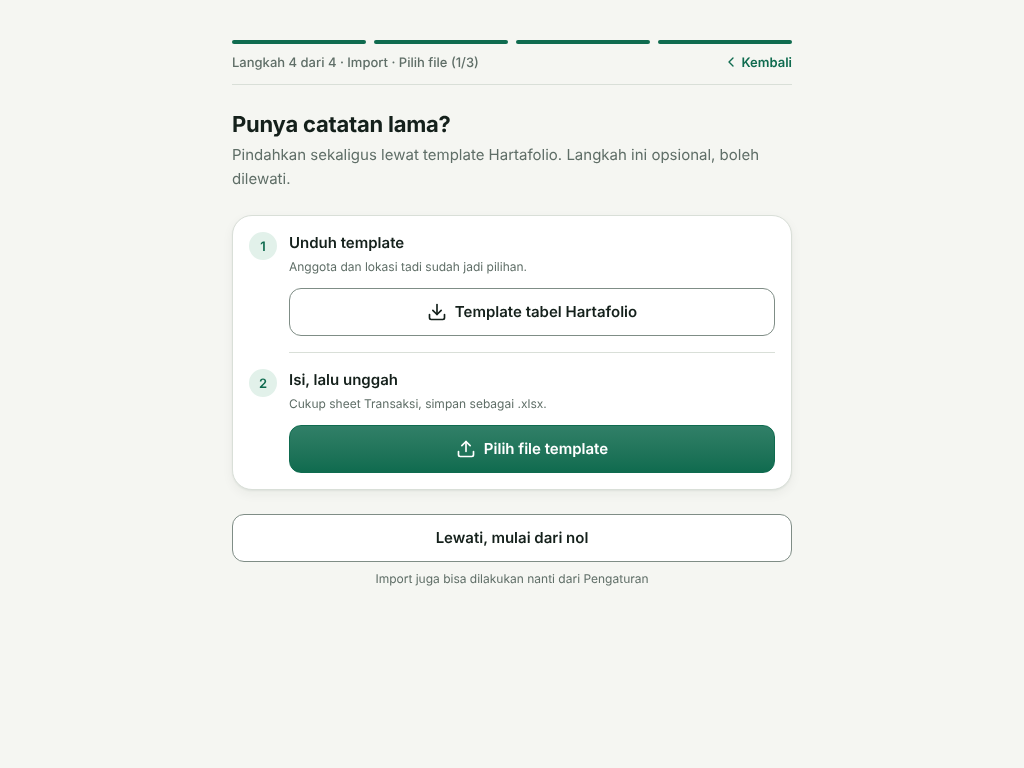 Langkah 4 dari 4 · Import · Pilih file (1/3)
Kembali
Punya catatan lama?
Pindahkan sekaligus lewat template Hartafolio. Langkah ini opsional, boleh
dilewati.
1
Unduh template
Anggota dan lokasi tadi sudah jadi pilihan.
Template tabel Hartafolio
2
Isi, lalu unggah
Cukup sheet Transaksi, simpan sebagai .xlsx.
Pilih file template
Lewati, mulai dari nol
Import juga bisa dilakukan nanti dari Pengaturan